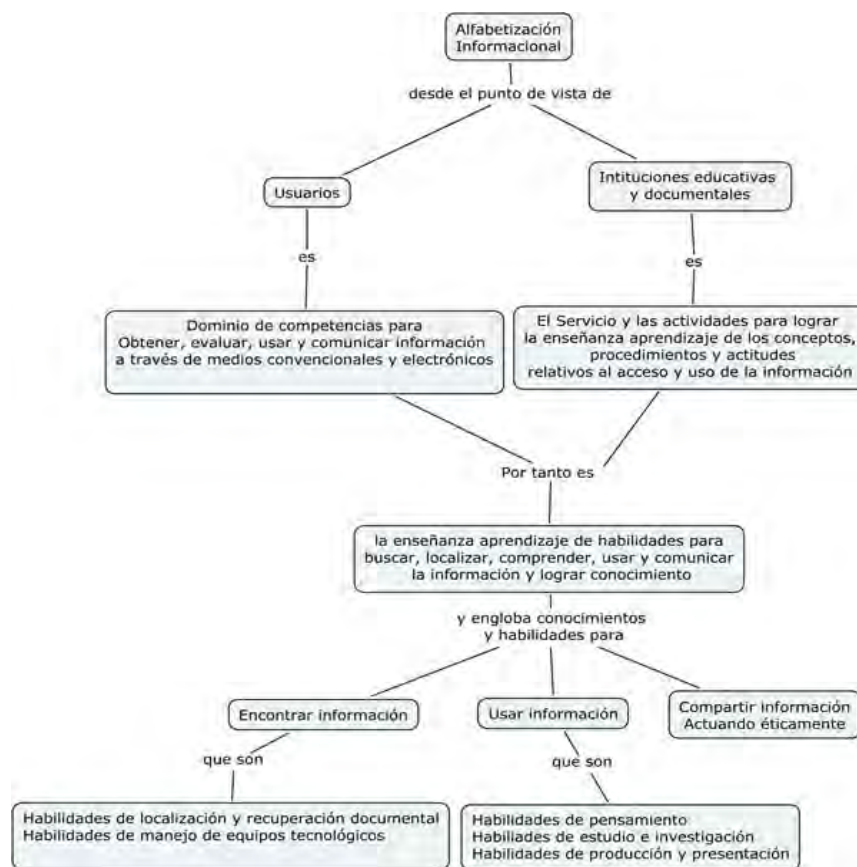 Alfabetización
Informacional
desde el punto de vista de
Usuarios
Intituciones educativas
y documentales
es
es
Dominio de competencias para
Obtener, evaluar, usar y comunicar información
a través de medios convencionales y electrónicos
El Servicio y las actividades para lograr
la enseñanza aprendizaje de los conceptos,
procedimientos y actitudes
relativos al acceso y uso de la información
Por tanto es
la enseñanza aprendizaje de habilidades para
buscar, localizar, comprender, usar y comunicar
la información y lograr conocimiento
y engloba conocimientos
y habilidades para
Encontrar información
Usar información
Compartir información
Actuando éticamente
que son
que son
Habilidades de localización y recuperación documental
Habilidades de manejo de equipos tecnológicos
Habilidades de pensamiento
Habiliades de estudio e investigación
Habilidades de producción y presentación